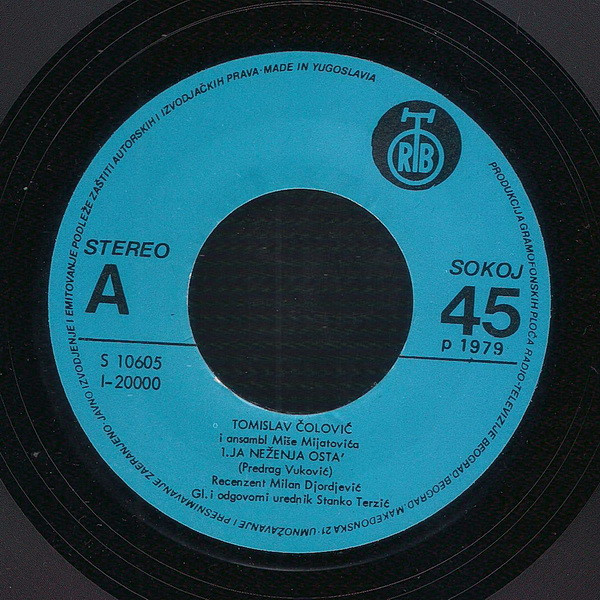 PRODUKCIJA GRAMOFONSKIH PLOČA RADIO-TELEVIZIJE BEOGRAD, BEOGRAD, MAKEDONSKA 21 · UMNOŽAVANJE I PRESNIMAVANJE ZABRANJENO, JAVNO IZVODJENJE I EMITOVANJE PODLEŽE ZAŠTITI AUTORSKIH I IZVODJAČKIH PRAVA · MADE IN YUGOSLAVIA
RTB
STEREO
A
SOKOJ
45
p 1979
S 10605
I-20000
TOMISLAV ČOLOVIĆ
i ansambl Miše Mijatovića
1. JA NEŽENJA OSTA'
(Predrag Vuković)
Recenzent Milan Djordjević
Gl. i odgovorni urednik Stanko Terzić